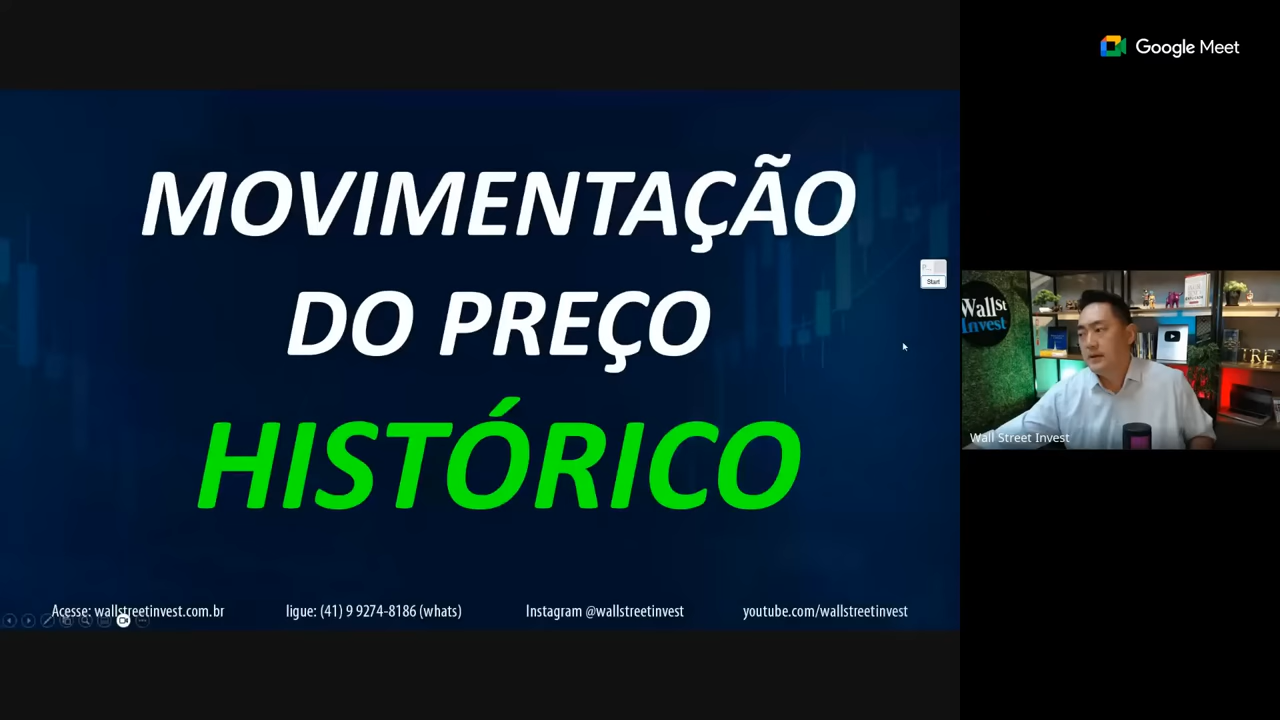 Google Meet
MOVIMENTAÇÃO
DO PREÇO
HISTÓRICO
Start
Wall St
Invest
Wall Street Invest
Acesse: wallstreetinvest.com.br
ligue: (41) 9 9274-8186 (whats)
Instagram @wallstreetinvest
youtube.com/wallstreetinvest